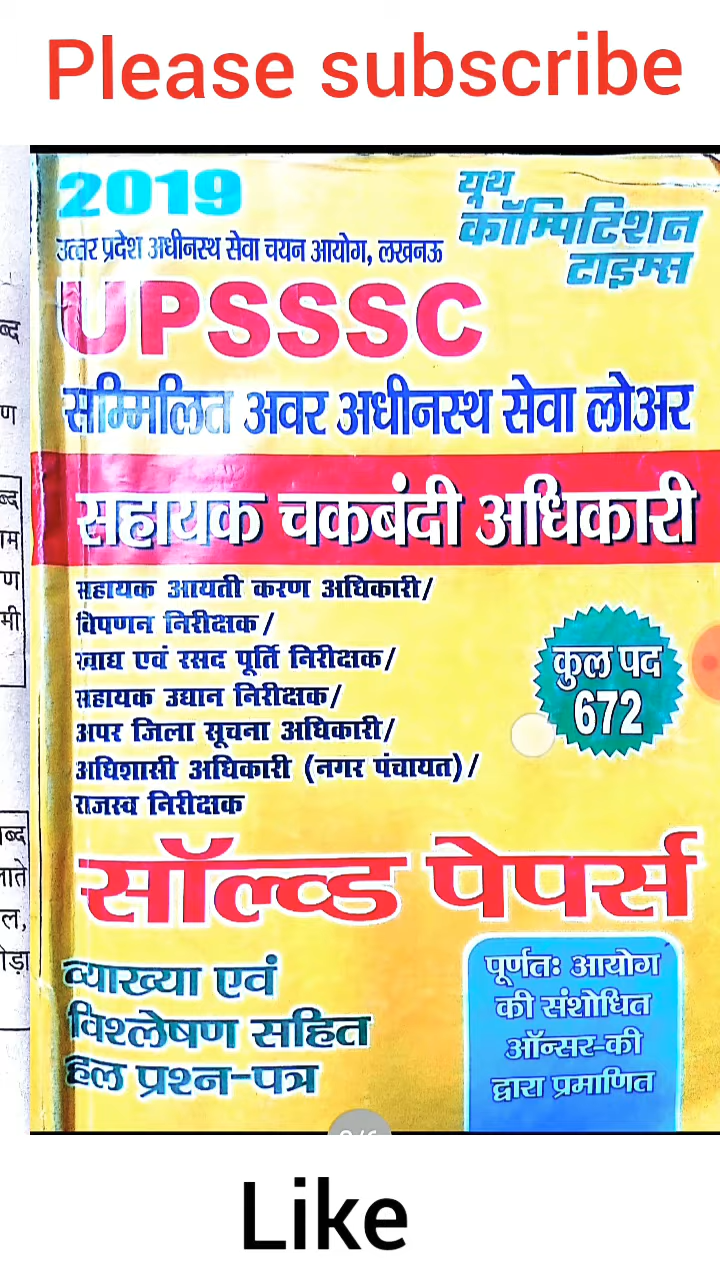 Please subscribe
2019
यूथ
कॉम्पिटिशन
टाइम्स
उत्तर प्रदेश अधीनस्थ सेवा चयन आयोग, लखनऊ
UPSSSC
सम्मिलित अवर अधीनस्थ सेवा लोअर
सहायक चकबंदी अधिकारी
सहायक आयती करण अधिकारी/
विपणन निरीक्षक/
खाद्य एवं रसद पूर्ति निरीक्षक/
सहायक उद्यान निरीक्षक/
अपर जिला सूचना अधिकारी/
अधिशासी अधिकारी (नगर पंचायत)/
राजस्व निरीक्षक
कुल पद
672
सॉल्व्ड पेपर्स
व्याख्या एवं
विश्लेषण सहित
हल प्रश्न-पत्र
पूर्णतः आयोग
की संशोधित
ऑन्सर-की
द्वारा प्रमाणित
Like